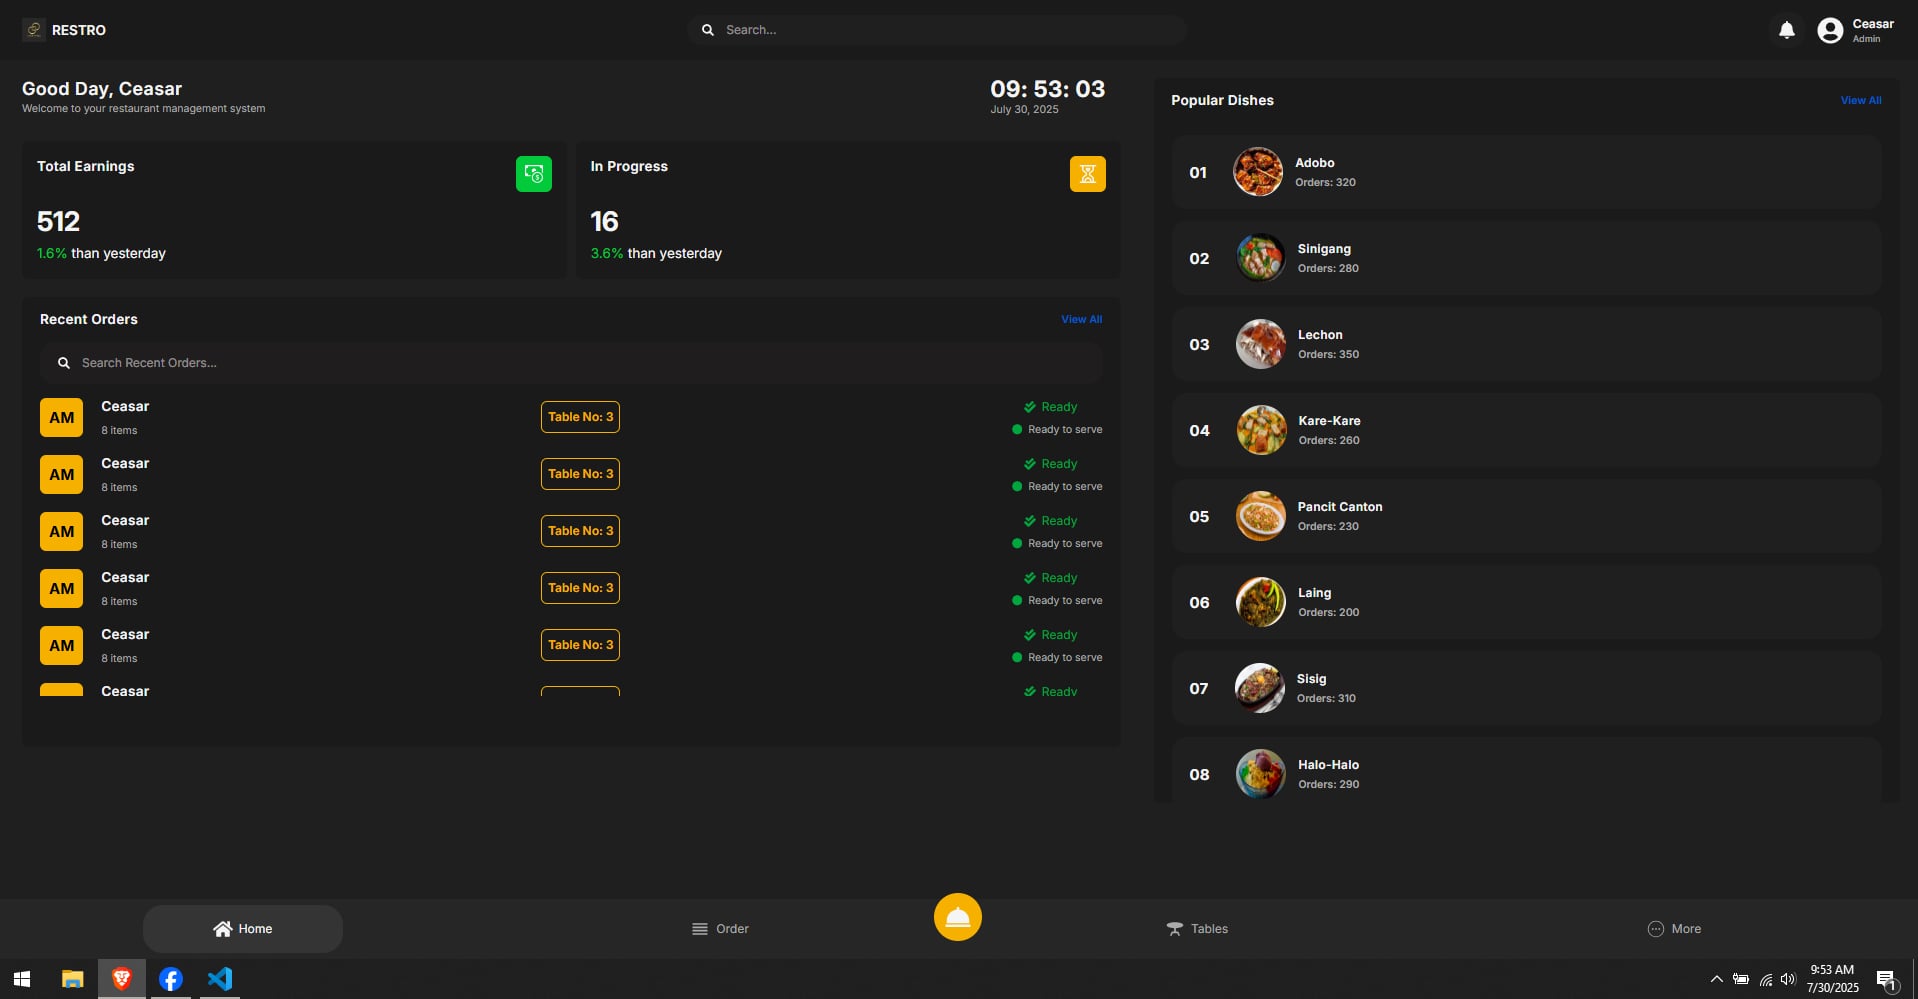 RESTRO
Search...
Ceasar
Admin
Good Day, Ceasar
Welcome to your restaurant management system
09: 53: 03
July 30, 2025
Total Earnings
512
1.6% than yesterday
In Progress
16
3.6% than yesterday
Recent Orders
View All
Search Recent Orders...
AM
Ceasar
8 items
Table No: 3
Ready
Ready to serve
AM
Ceasar
8 items
Table No: 3
Ready
Ready to serve
AM
Ceasar
8 items
Table No: 3
Ready
Ready to serve
AM
Ceasar
8 items
Table No: 3
Ready
Ready to serve
AM
Ceasar
8 items
Table No: 3
Ready
Ready to serve
Ceasar
Ready
Popular Dishes
View All
01
Adobo
Orders: 320
02
Sinigang
Orders: 280
03
Lechon
Orders: 350
04
Kare-Kare
Orders: 260
05
Pancit Canton
Orders: 230
06
Laing
Orders: 200
07
Sisig
Orders: 310
08
Halo-Halo
Orders: 290
Home
Order
Tables
More
9:53 AM
7/30/2025
1